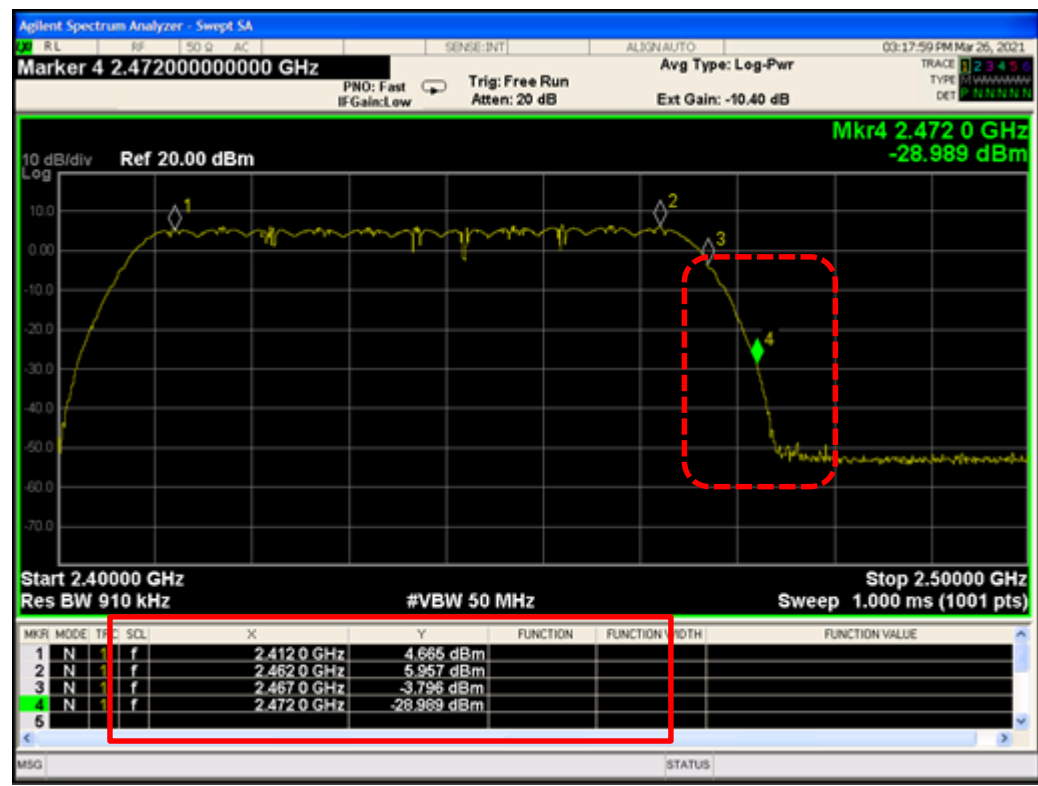 Agilent Spectrum Analyzer - Swept SA
RL RF 50 Ω AC SENSE:INT ALIGN AUTO 03:17:59 PM Mar 26, 2021
Marker 4 2.472000000000 GHz
PNO: Fast
IFGain:Low
Trig: Free Run
Atten: 20 dB
Avg Type: Log-Pwr
Ext Gain: -10.40 dB
TRACE 1 2 3 4 5 6
TYPE M
DET P N N N N N
Mkr4 2.472 0 GHz
-28.989 dBm
10 dB/div Ref 20.00 dBm
Log
10.0
0.00
-10.0
-20.0
-30.0
-40.0
-50.0
-60.0
-70.0
1
2
3
4
Start 2.40000 GHz Stop 2.50000 GHz
Res BW 910 kHz #VBW 50 MHz Sweep 1.000 ms (1001 pts)
MKR MODE TRC SCL X Y FUNCTION FUNCTION WIDTH FUNCTION VALUE
1 N 1 f 2.412 0 GHz 4.665 dBm
2 N 1 f 2.462 0 GHz 5.957 dBm
3 N 1 f 2.467 0 GHz -3.796 dBm
4 N 1 f 2.472 0 GHz -28.989 dBm
5
MSG STATUS